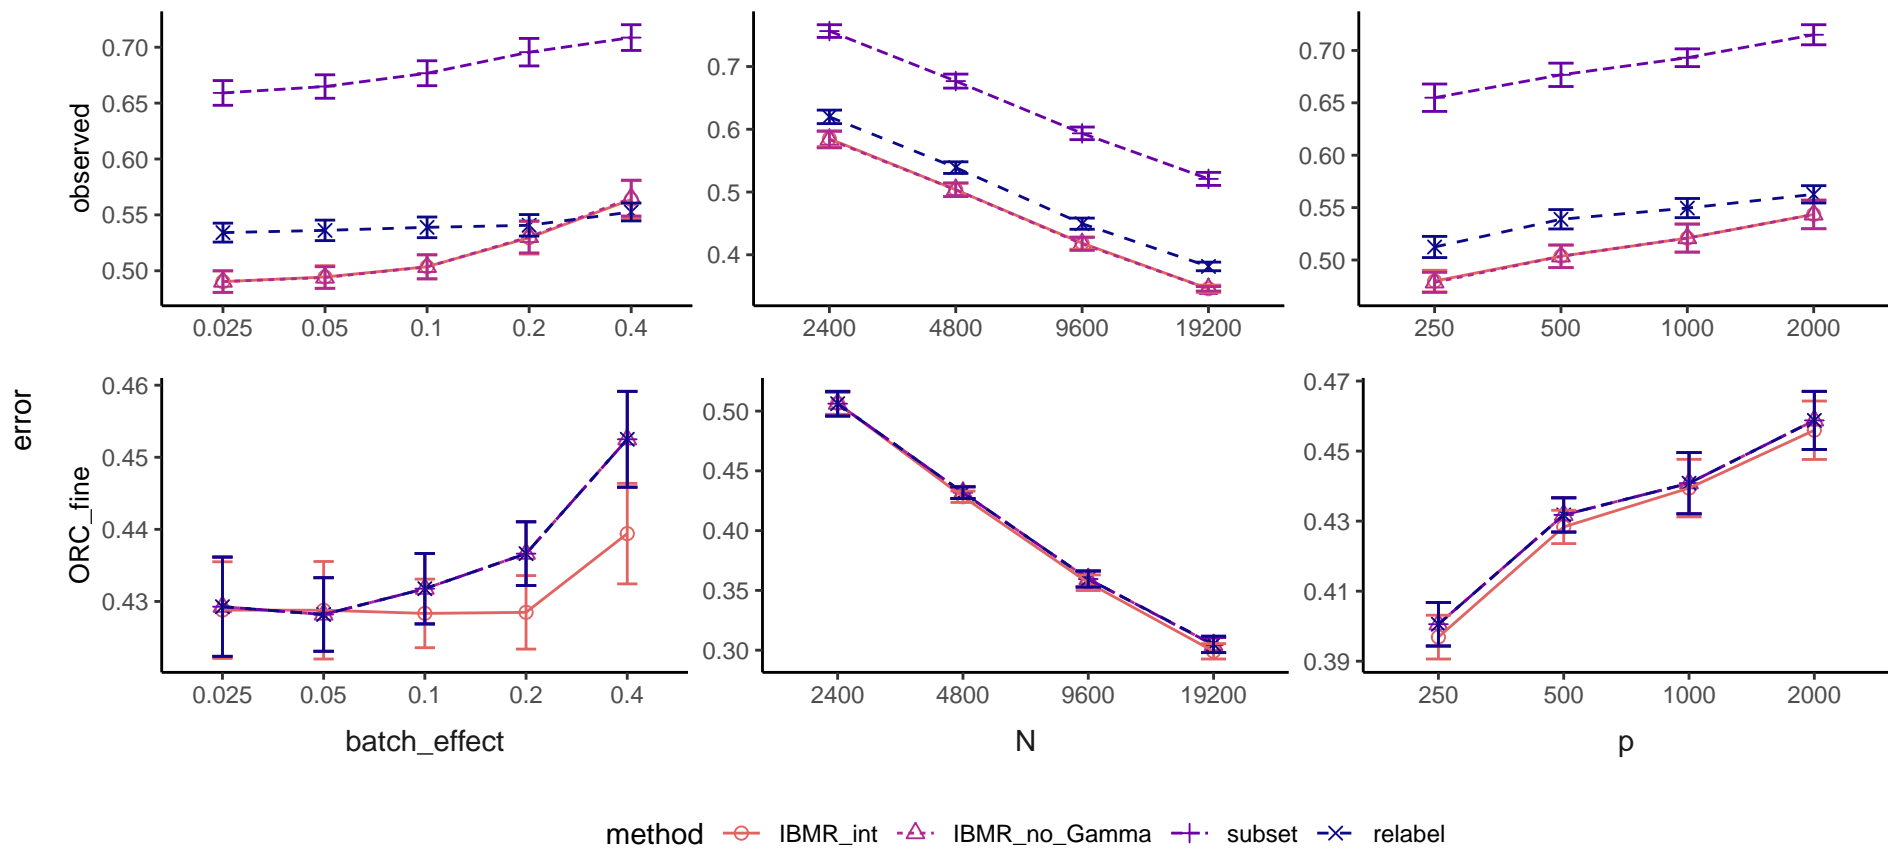 observed
0.70
0.65
0.60
0.55
0.50
0.025 0.05 0.1 0.2 0.4
0.7
0.6
0.5
0.4
2400 4800 9600 19200
0.70
0.65
0.60
0.55
0.50
250 500 1000 2000
error
ORC_fine
0.46
0.45
0.44
0.43
0.025 0.05 0.1 0.2 0.4
batch_effect
0.50
0.45
0.40
0.35
0.30
2400 4800 9600 19200
N
0.47
0.45
0.43
0.41
0.39
250 500 1000 2000
p
method IBMR_int IBMR_no_Gamma subset relabel